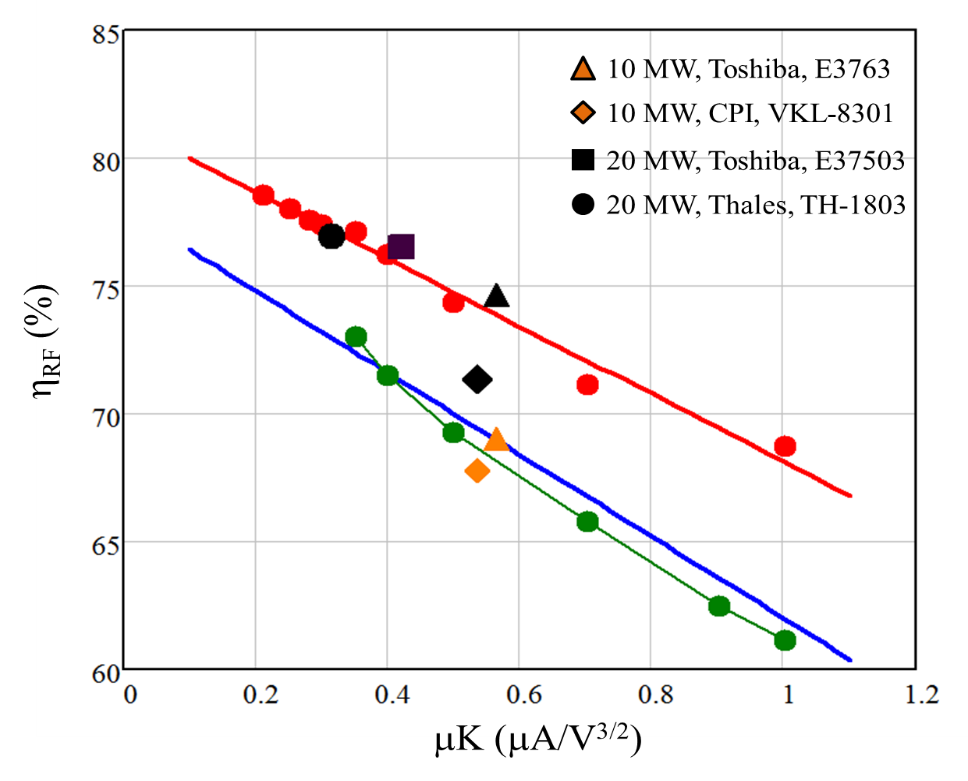 85
80
75
70
65
60
0
0.2
0.4
0.6
0.8
1
1.2
ηRF (%)
μK (μA/V3/2)
10 MW, Toshiba, E3763
10 MW, CPI, VKL-8301
20 MW, Toshiba, E37503
20 MW, Thales, TH-1803